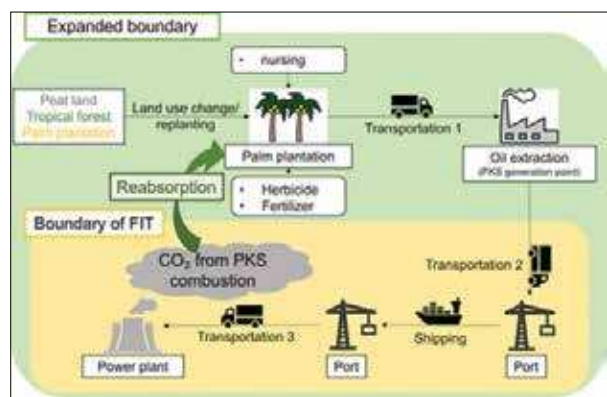 Expanded boundary
nursing
Peat land
Tropical forest
Palm plantation
Land use change/
replanting
Transportation 1
Palm plantation
Oil extraction
(PKS generation point)
Reabsorption
Herbicide
Fertilizer
Boundary of FIT
CO₂ from PKS
combustion
Transportation 2
Transportation 3
Shipping
Power plant
Port
Port